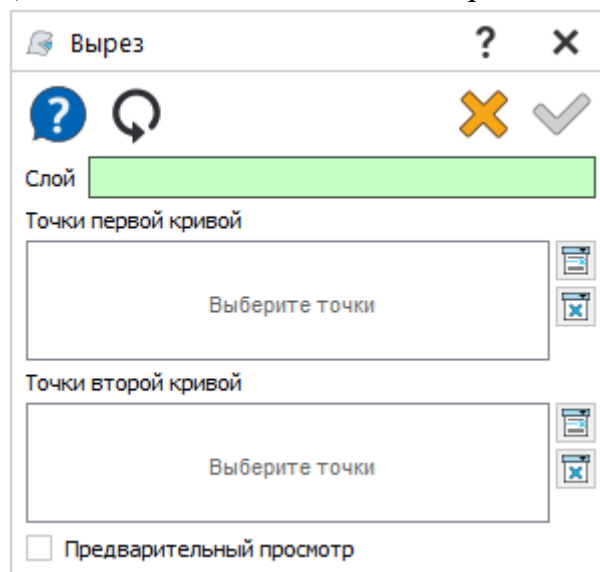 Вырез
?
Слой
Точки первой кривой
Выберите точки
Точки второй кривой
Выберите точки
Предварительный просмотр